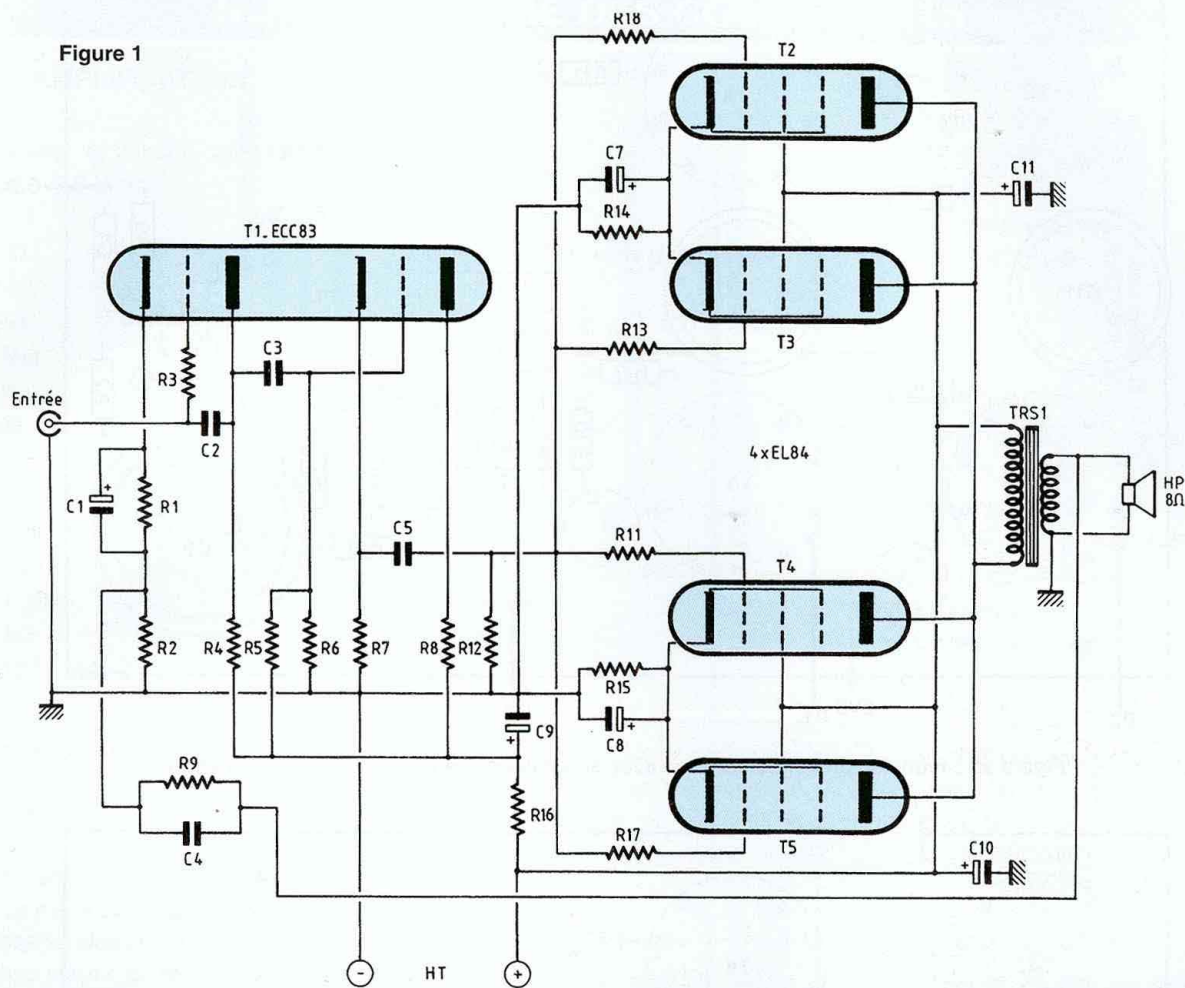 Figure 1
R18
T2
C7
C11
R14
T1_ECC83
R13
T3
C3
R3
Entrée
C2
TRS1
4xEL84
HP
8Ω
C1
R1
C5
R11
T4
R2
R4
R5
R6
R7
R8
R12
R15
C9
C8
R9
R16
C4
R17
T5
C10
-
HT
+